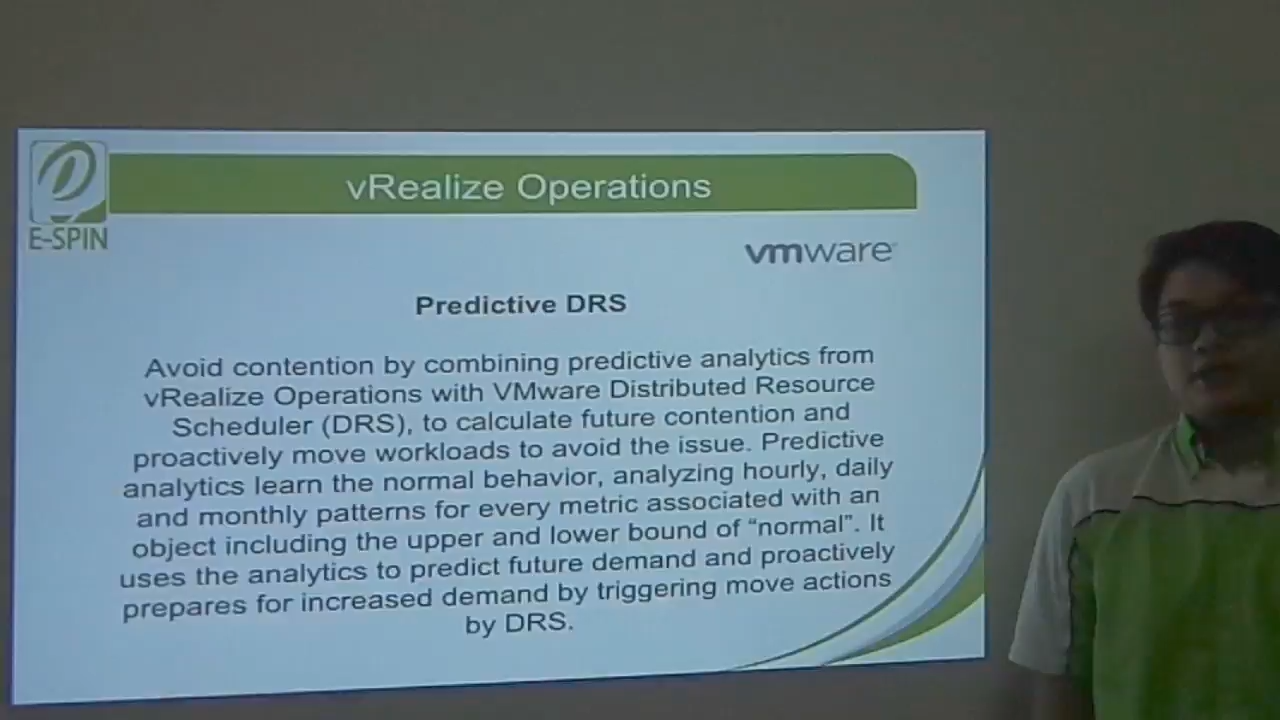 vRealize Operations
E-SPIN
vmware
Predictive DRS
Avoid contention by combining predictive analytics from
vRealize Operations with VMware Distributed Resource
Scheduler (DRS), to calculate future contention and
proactively move workloads to avoid the issue. Predictive
analytics learn the normal behavior, analyzing hourly, daily
and monthly patterns for every metric associated with an
object including the upper and lower bound of “normal”. It
uses the analytics to predict future demand and proactively
prepares for increased demand by triggering move actions
by DRS.